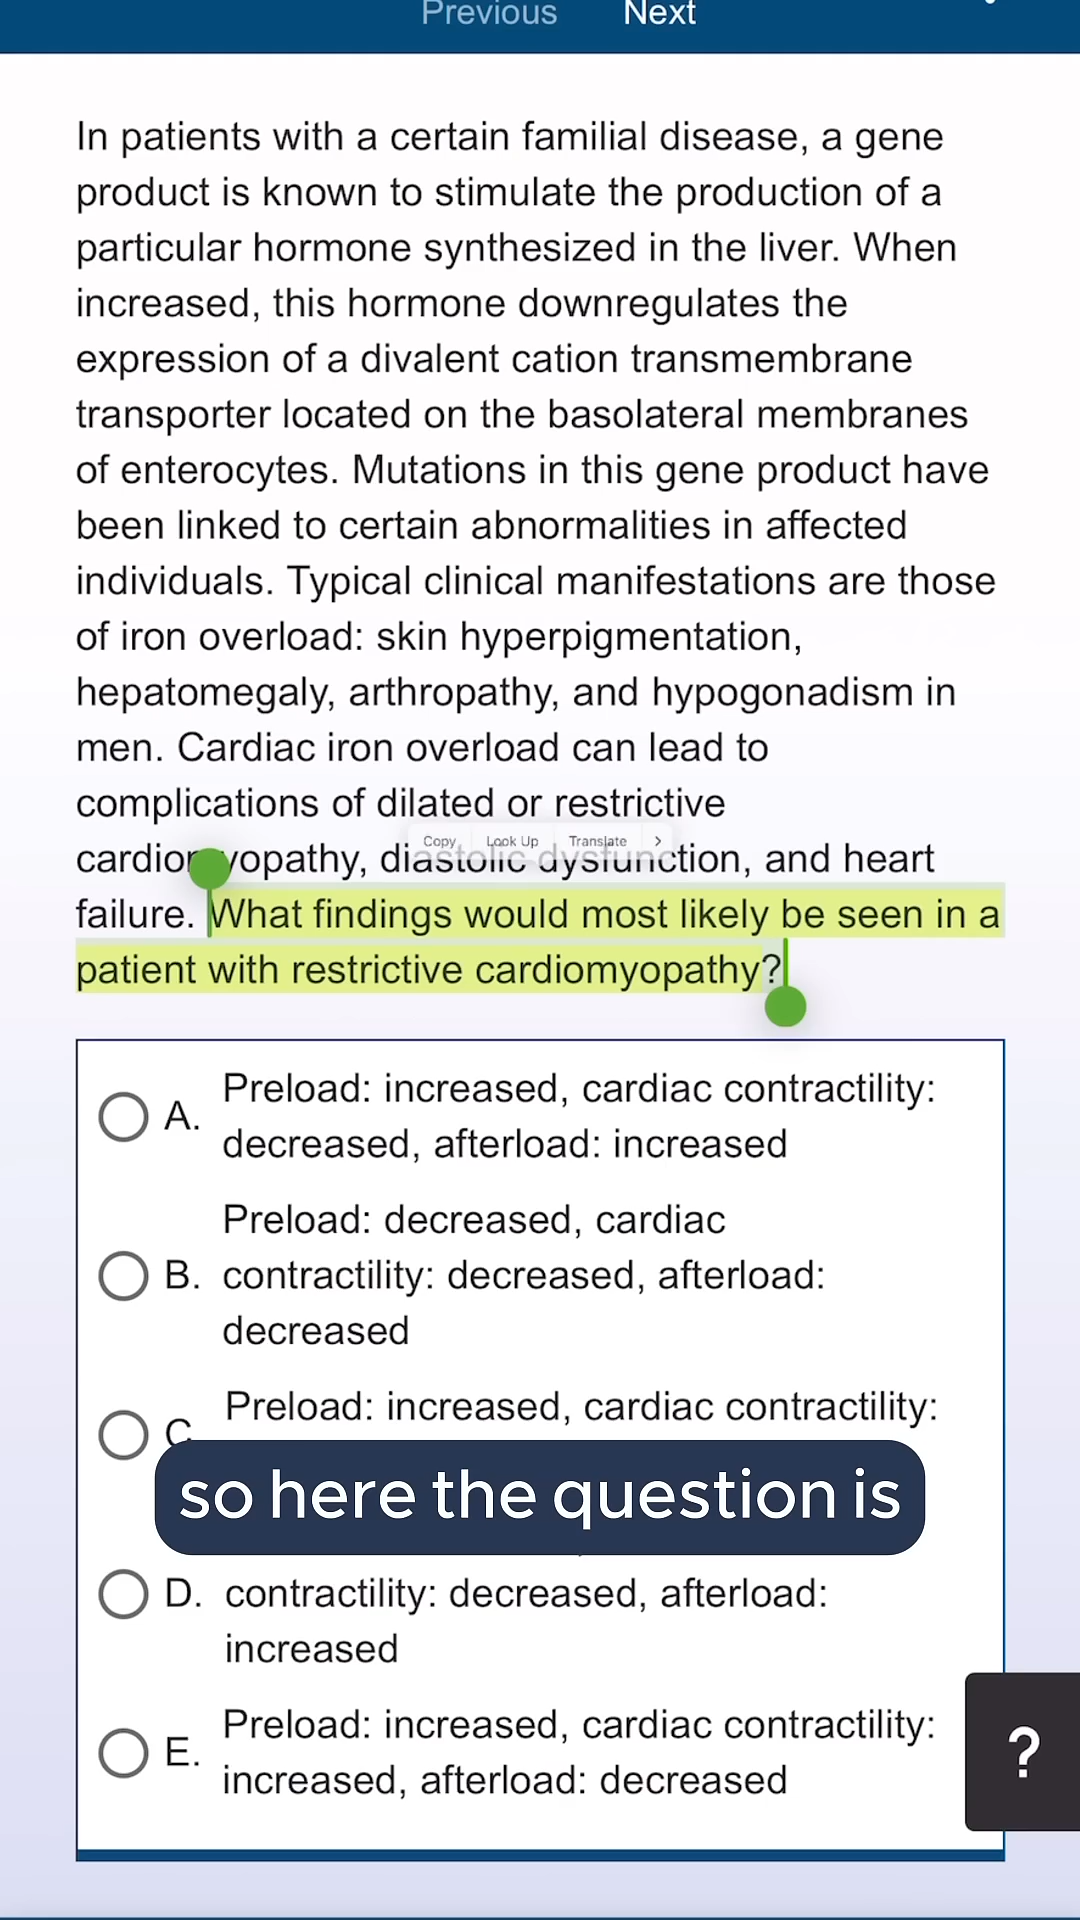 Previous Next
In patients with a certain familial disease, a gene
product is known to stimulate the production of a
particular hormone synthesized in the liver. When
increased, this hormone downregulates the
expression of a divalent cation transmembrane
transporter located on the basolateral membranes
of enterocytes. Mutations in this gene product have
been linked to certain abnormalities in affected
individuals. Typical clinical manifestations are those
of iron overload: skin hyperpigmentation,
hepatomegaly, arthropathy, and hypogonadism in
men. Cardiac iron overload can lead to
complications of dilated or restrictive
Copy Look Up Translate >
cardiomyopathy, diastolic dysfunction, and heart
failure. What findings would most likely be seen in a
patient with restrictive cardiomyopathy?
A. Preload: increased, cardiac contractility:
decreased, afterload: increased
Preload: decreased, cardiac
B. contractility: decreased, afterload:
decreased
C. Preload: increased, cardiac contractility:
so here the question is
D. contractility: decreased, afterload:
increased
E. Preload: increased, cardiac contractility:
increased, afterload: decreased
?